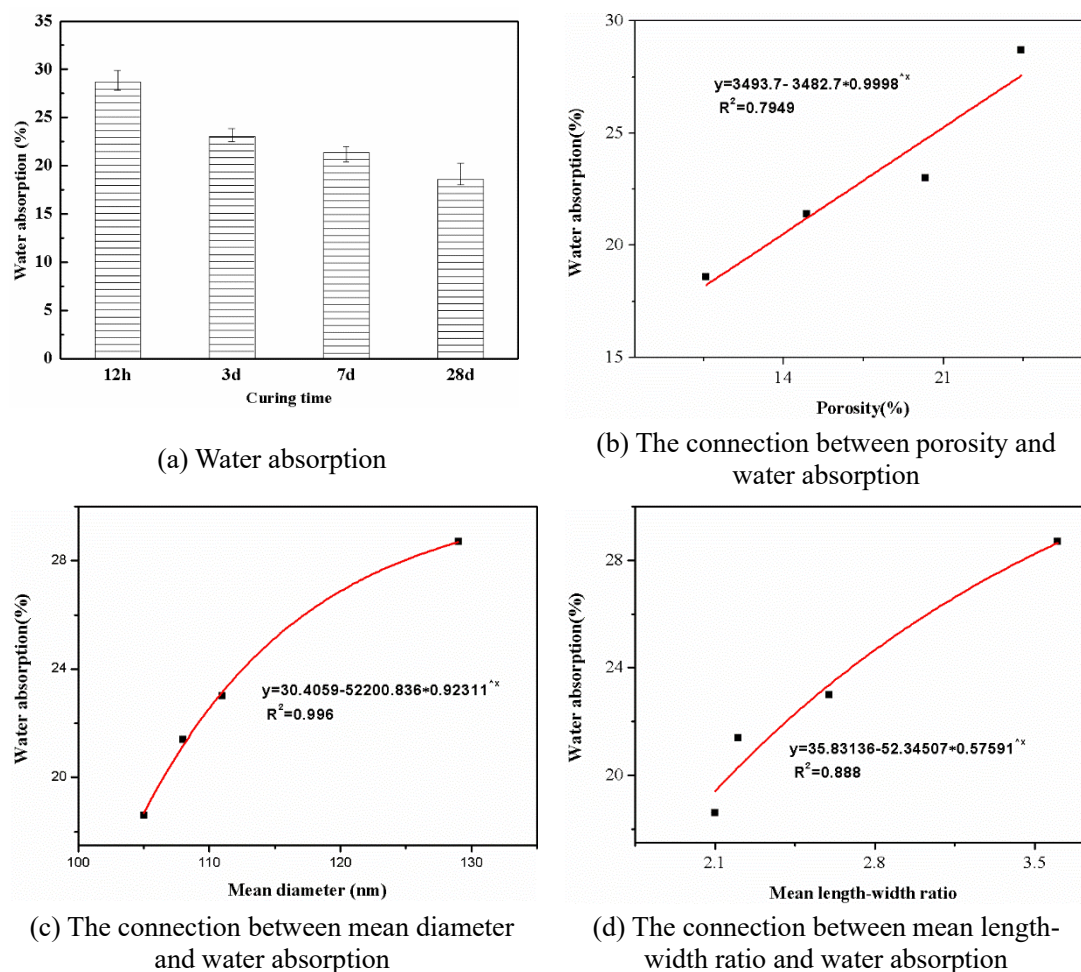 35
30
25
20
15
10
5
0
Water absorption (%)
12h 3d 7d 28d
Curing time
(a) Water absorption
30
25
20
15
Water absorption(%)
y=3493.7- 3482.7*0.9998^x
R²=0.7949
14 21
Porosity(%)
(b) The connection between porosity and
water absorption
28
24
20
Water absorption(%)
y=30.4059-52200.836*0.92311^x
R²=0.996
100 110 120 130
Mean diameter (nm)
(c) The connection between mean diameter
and water absorption
28
24
20
Water absorption(%)
y=35.83136-52.34507*0.57591^x
R²=0.888
2.1 2.8 3.5
Mean length-width ratio
(d) The connection between mean length-
width ratio and water absorption